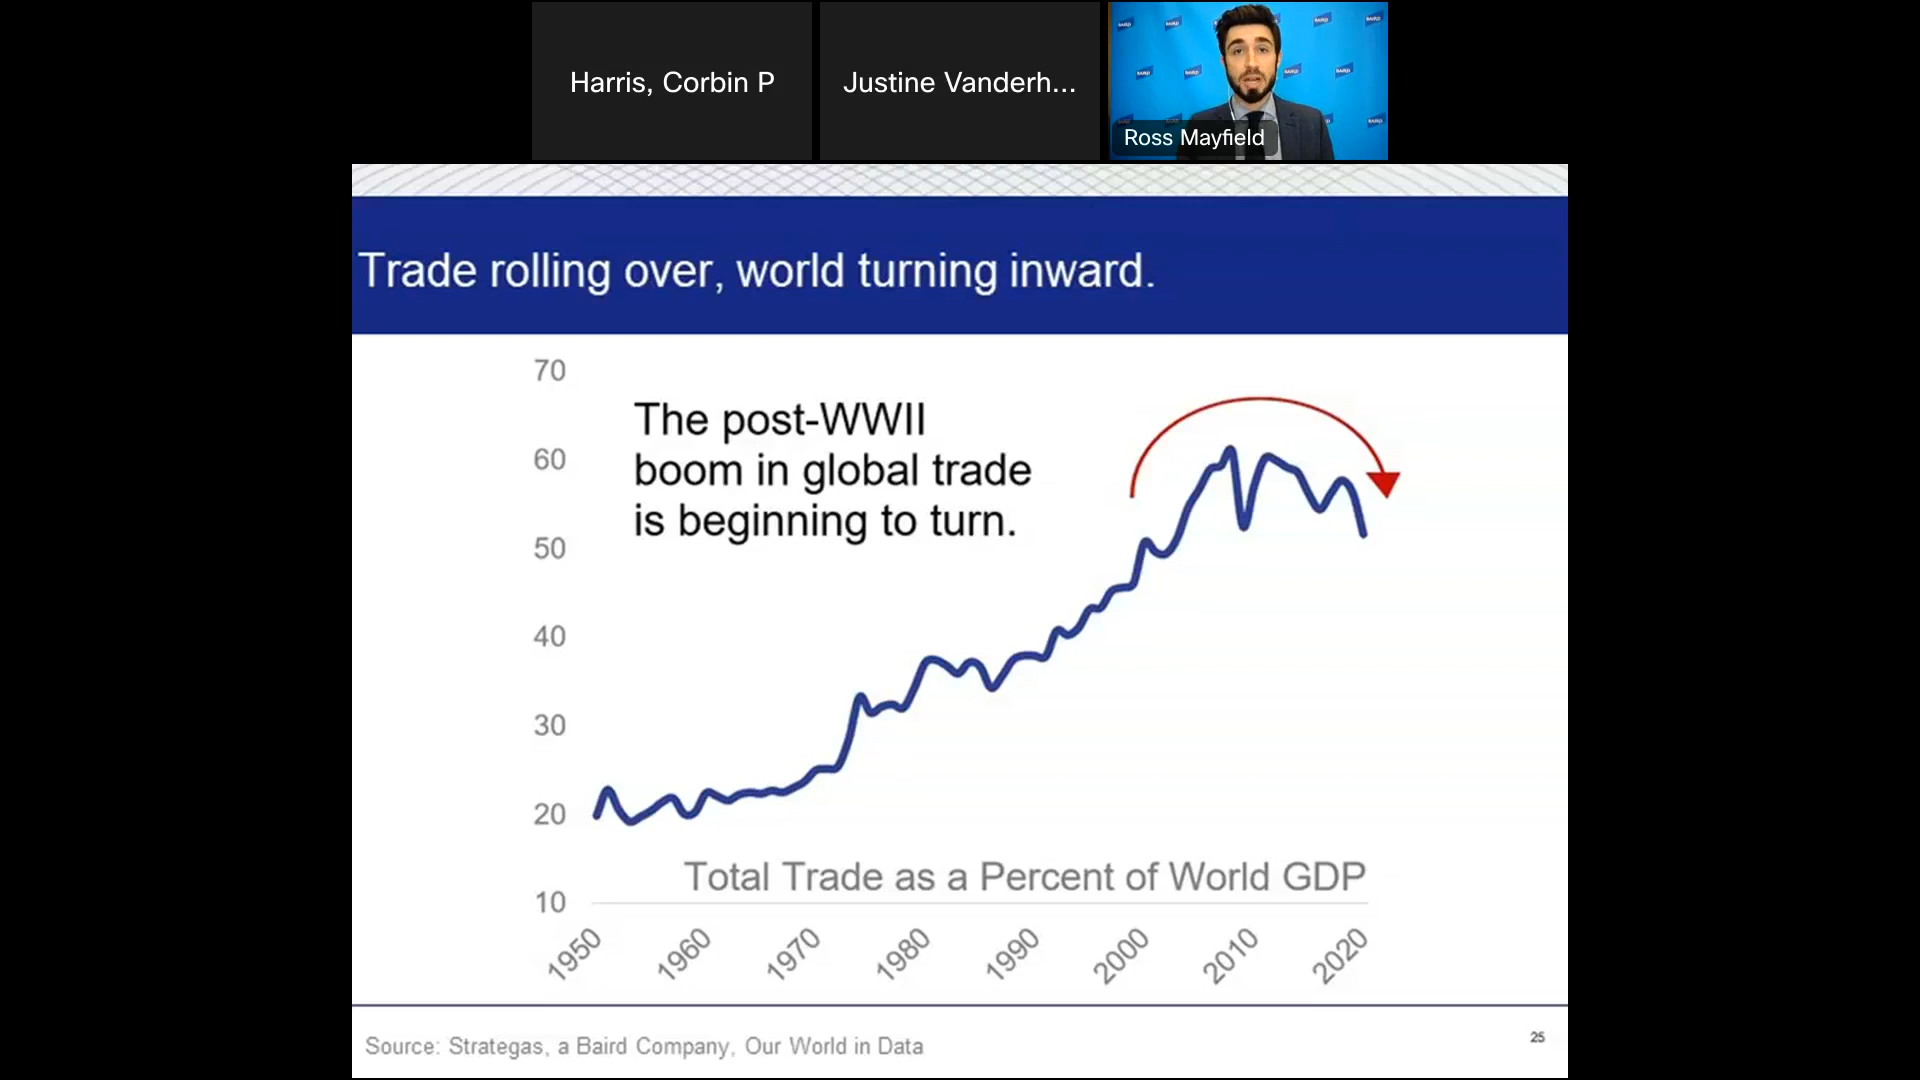 Harris, Corbin P
Justine Vanderh...
Ross Mayfield
Trade rolling over, world turning inward.
70
The post-WWII
boom in global trade
is beginning to turn.
60
50
40
30
20
Total Trade as a Percent of World GDP
10
1950 1960 1970 1980 1990 2000 2010 2020
Source: Strategas, a Baird Company, Our World in Data
25